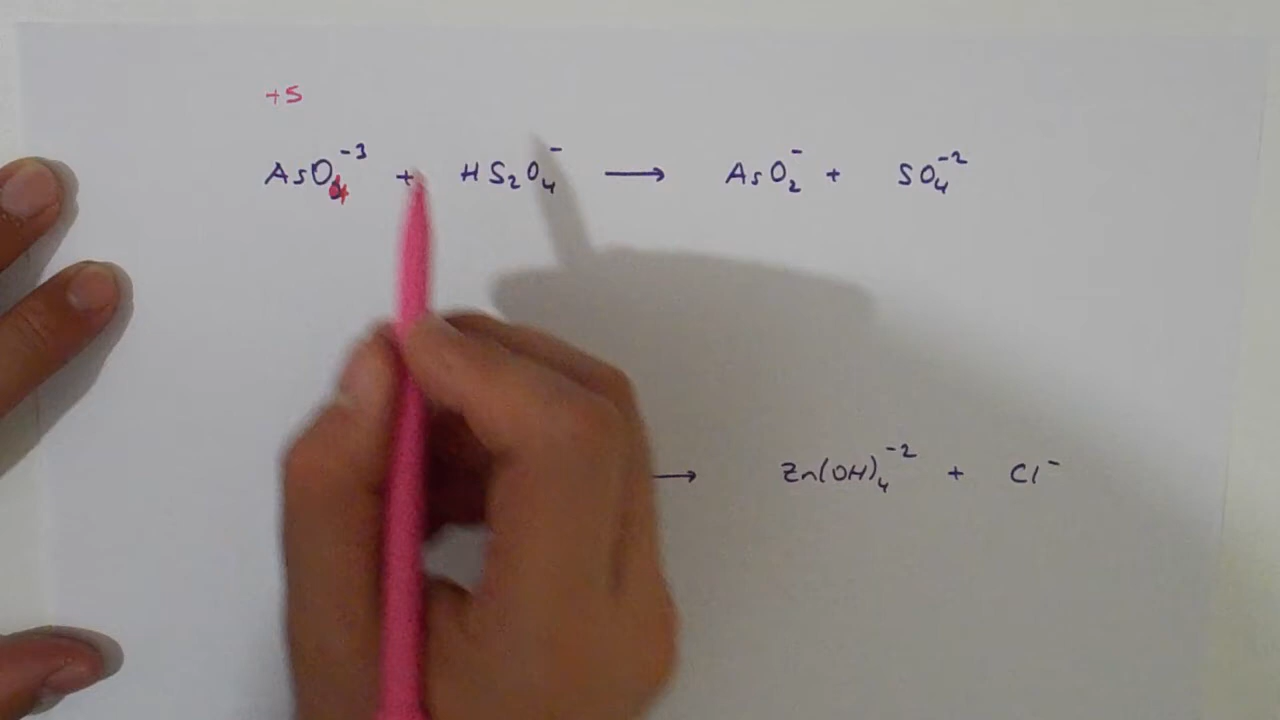 +5
AsO₄⁻³ + HS₂O₄⁻ → AsO₂⁻ + SO₄⁻²
→ Zn(OH)₄⁻² + Cl⁻